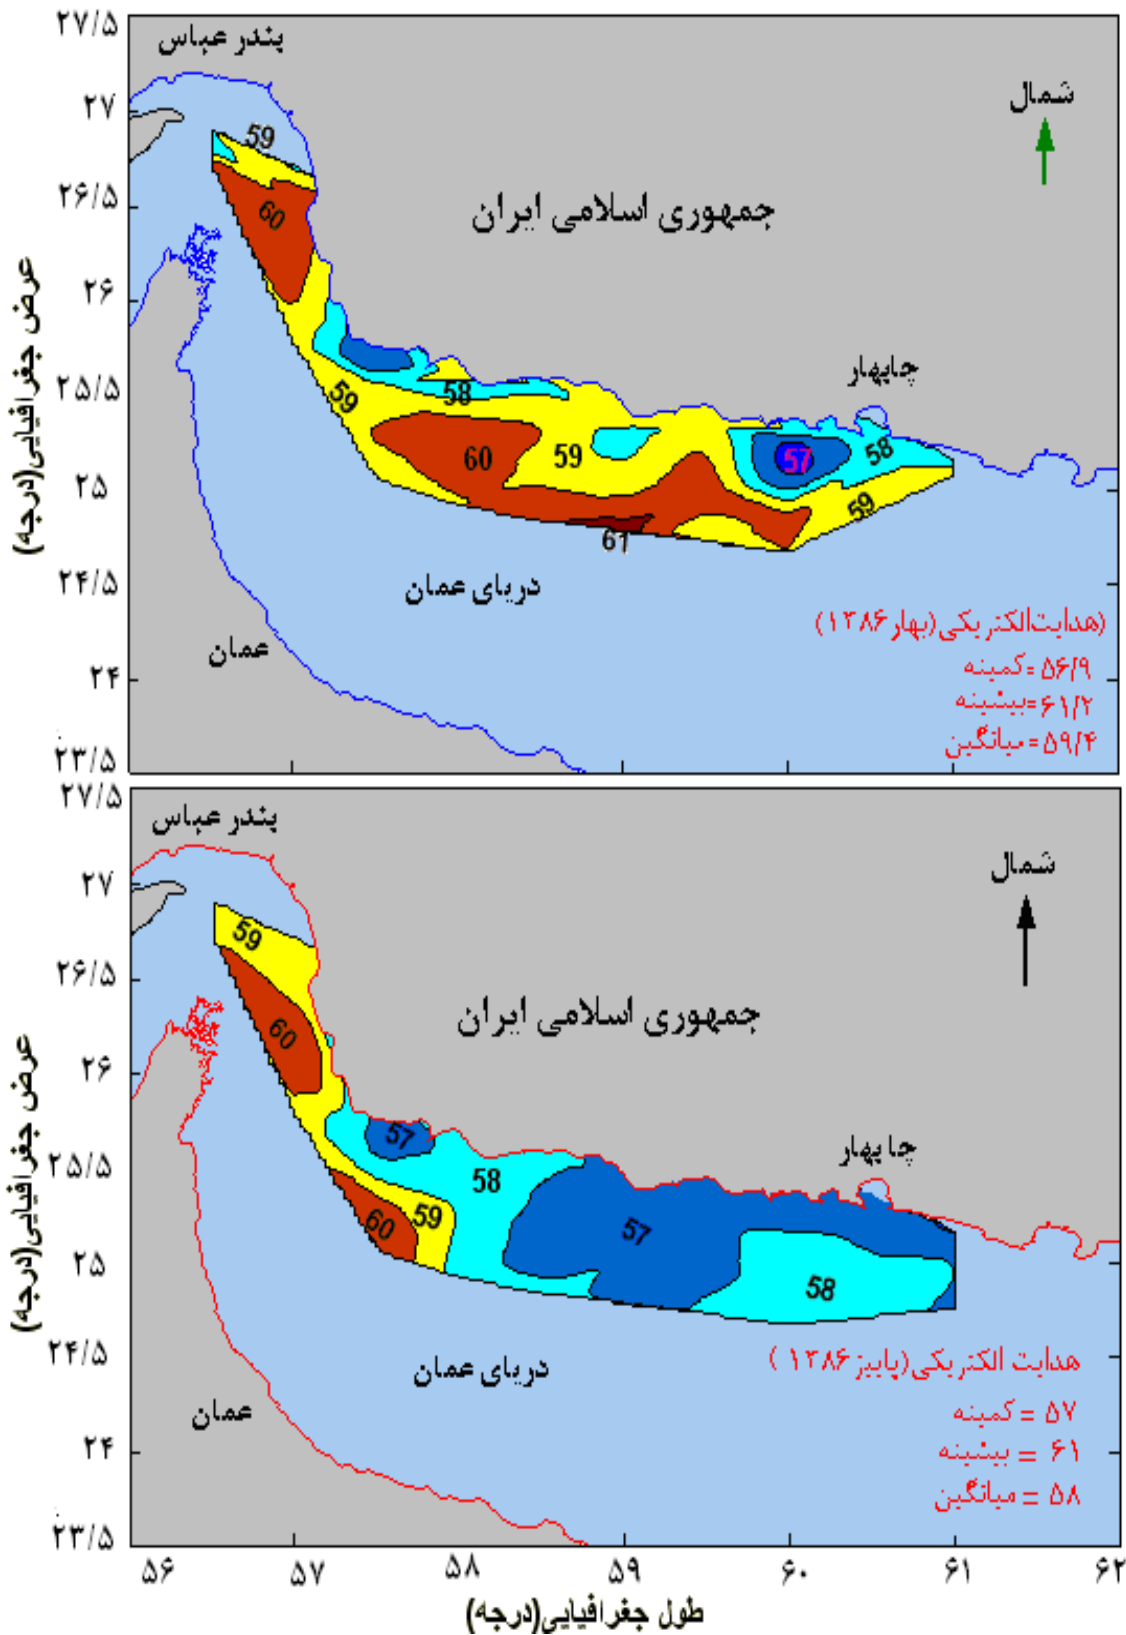 ۲۷/۵
بندر عباس
۲۷
شمال
59
۲۶/۵
60
جمهوری اسلامی ایران
۲۶
عرض جغرافیایی(درجه)
۲۵/۵
چابهار
59
58
60
59
57
58
۲۵
59
61
۲۴/۵
دریای عمان
عمان
(هدایت‌الکتریکی(بهار۱۳۸۶)
۲۴
۵۶/۹=کمینه
۶۱/۲=بیشینه
۵۹/۴=میانگین
۲۳/۵
۲۷/۵
بندر عباس
۲۷
شمال
59
۲۶/۵
60
جمهوری اسلامی ایران
۲۶
عرض جغرافیایی(درجه)
57
چابهار
۲۵/۵
58
60
59
57
۲۵
58
۲۴/۵
دریای عمان
هدایت الکتریکی(پاییز۱۳۸۶ )
عمان
۵۷ = کمینه
۲۴
۶۱ = بیشینه
۵۸ = میانگین
۲۳/۵
۵۶ ۵۷ ۵۸ ۵۹ ۶۰ ۶۱ ۶۲
طول جغرافیایی(درجه)